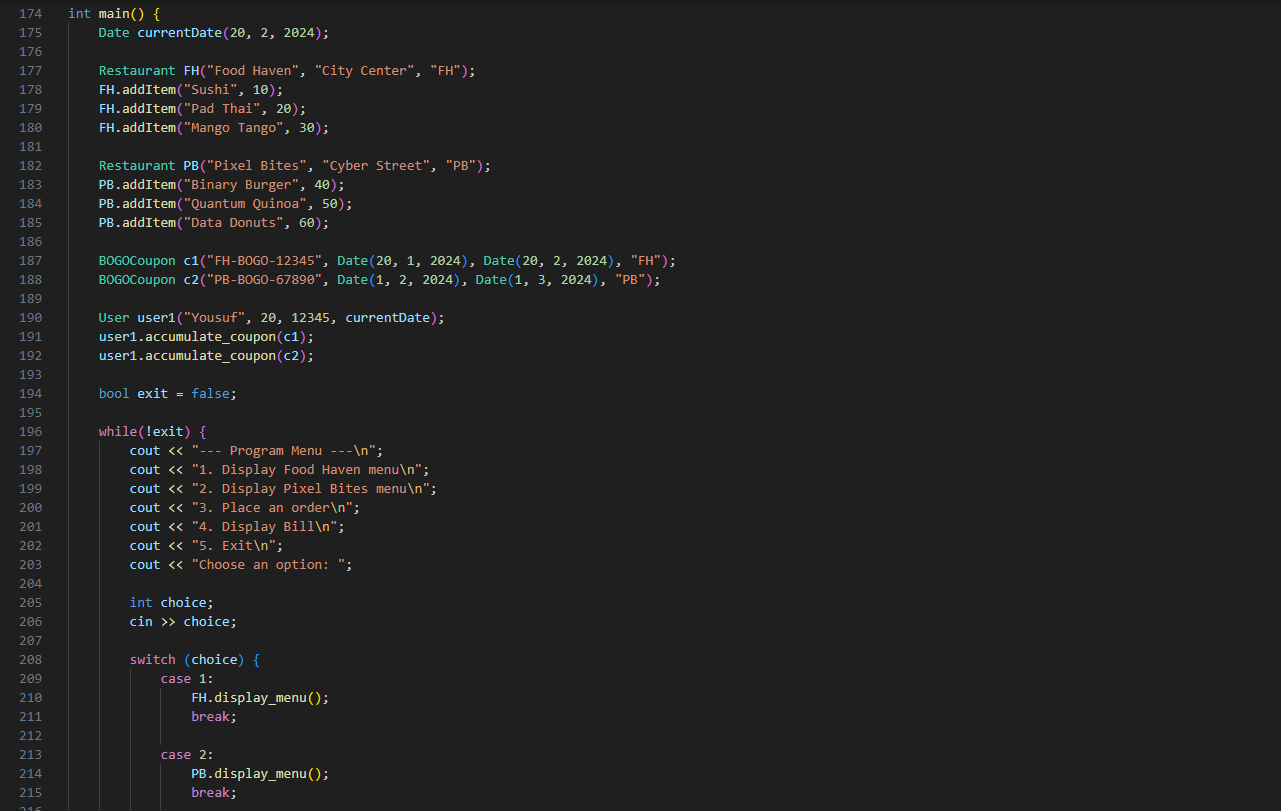 174 int main() {
175 Date currentDate(20, 2, 2024);
176
177 Restaurant FH("Food Haven", "City Center", "FH");
178 FH.addItem("Sushi", 10);
179 FH.addItem("Pad Thai", 20);
180 FH.addItem("Mango Tango", 30);
181
182 Restaurant PB("Pixel Bites", "Cyber Street", "PB");
183 PB.addItem("Binary Burger", 40);
184 PB.addItem("Quantum Quinoa", 50);
185 PB.addItem("Data Donuts", 60);
186
187 BOGOCoupon c1("FH-BOGO-12345", Date(20, 1, 2024), Date(20, 2, 2024), "FH");
188 BOGOCoupon c2("PB-BOGO-67890", Date(1, 2, 2024), Date(1, 3, 2024), "PB");
189
190 User user1("Yousuf", 20, 12345, currentDate);
191 user1.accumulate_coupon(c1);
192 user1.accumulate_coupon(c2);
193
194 bool exit = false;
195
196 while(!exit) {
197 cout << "--- Program Menu ---\n";
198 cout << "1. Display Food Haven menu\n";
199 cout << "2. Display Pixel Bites menu\n";
200 cout << "3. Place an order\n";
201 cout << "4. Display Bill\n";
202 cout << "5. Exit\n";
203 cout << "Choose an option: ";
204
205 int choice;
206 cin >> choice;
207
208 switch (choice) {
209 case 1:
210 FH.display_menu();
211 break;
212
213 case 2:
214 PB.display_menu();
215 break;